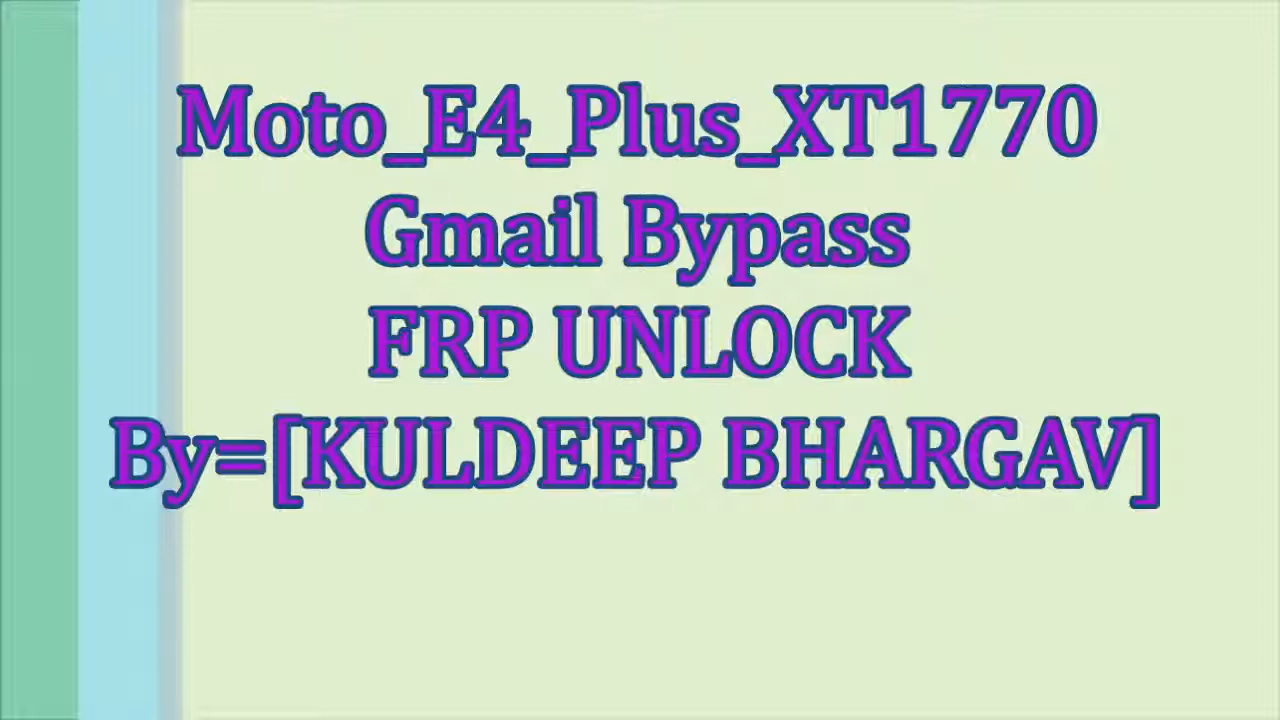 Moto_E4_Plus_XT1770
Gmail Bypass
FRP UNLOCK
By=[KULDEEP BHARGAV]